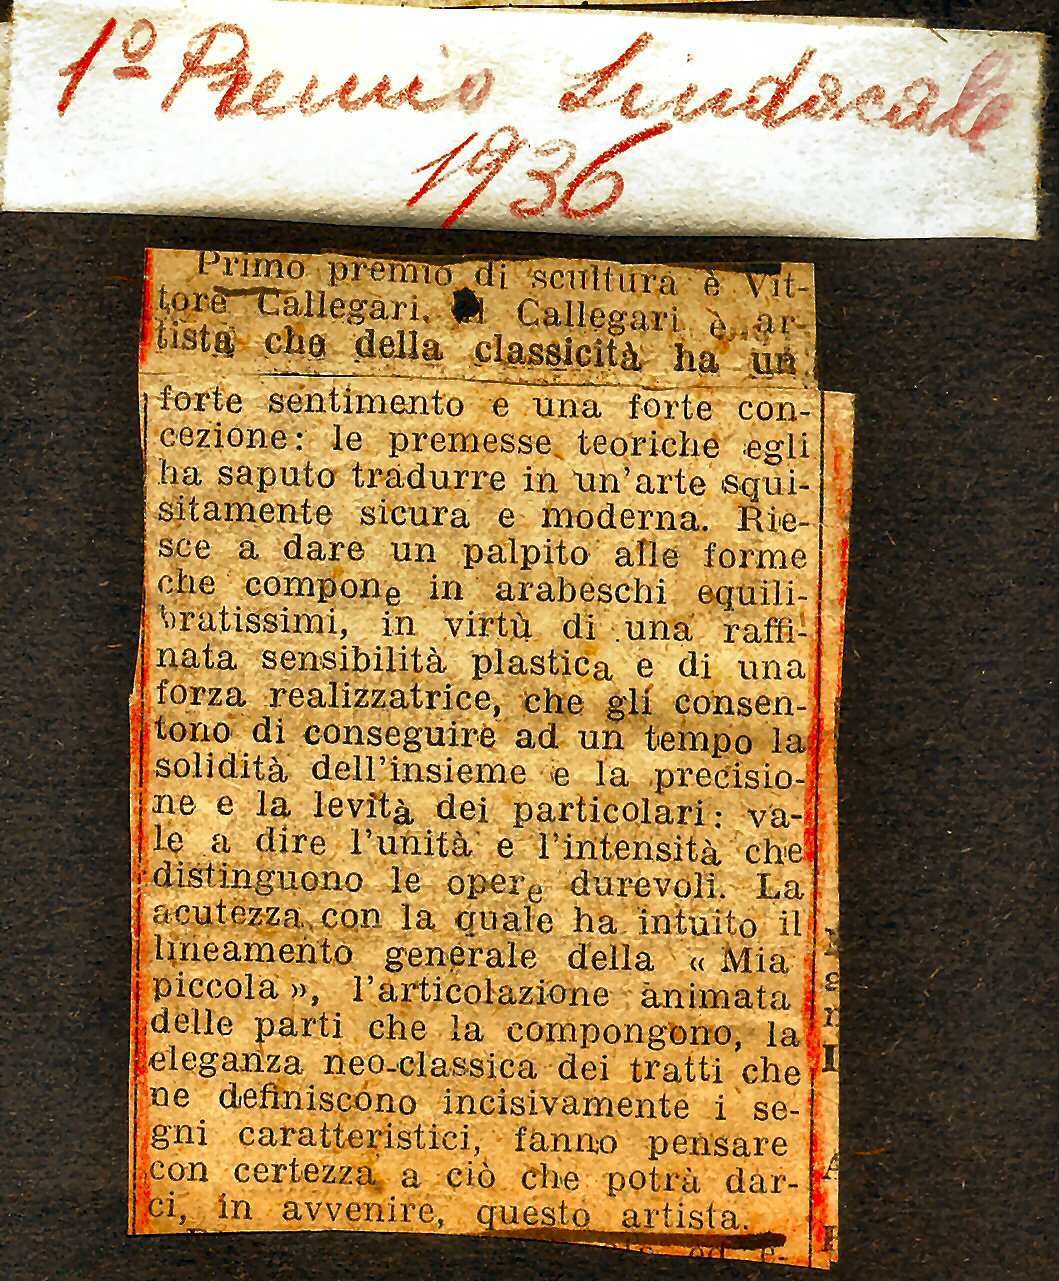 1º Premio Sindacale
1936
Primo premio di scultura è Vit-
tore Callegari. Il Callegari è ar-
tista che della classicità ha un
forte sentimento e una forte con-
cezione: le premesse teoriche egli
ha saputo tradurre in un'arte squi-
sitamente sicura e moderna. Rie-
sce a dare un palpito alle forme
che compone in arabeschi equili-
bratissimi, in virtù di una raffi-
nata sensibilità plastica e di una
forza realizzatrice, che gli consen-
tono di conseguire ad un tempo la
solidità dell'insieme e la precisio-
ne e la levità dei particolari: va-
le a dire l'unità e l'intensità che
distinguono le opere durevoli. La
acutezza con la quale ha intuito il
lineamento generale della « Mia
piccola », l'articolazione animata
delle parti che la compongono, la
eleganza neo-classica dei tratti che
ne definiscono incisivamente i se-
gni caratteristici, fanno pensare
con certezza a ciò che potrà dar-
ci, in avvenire, questo artista.